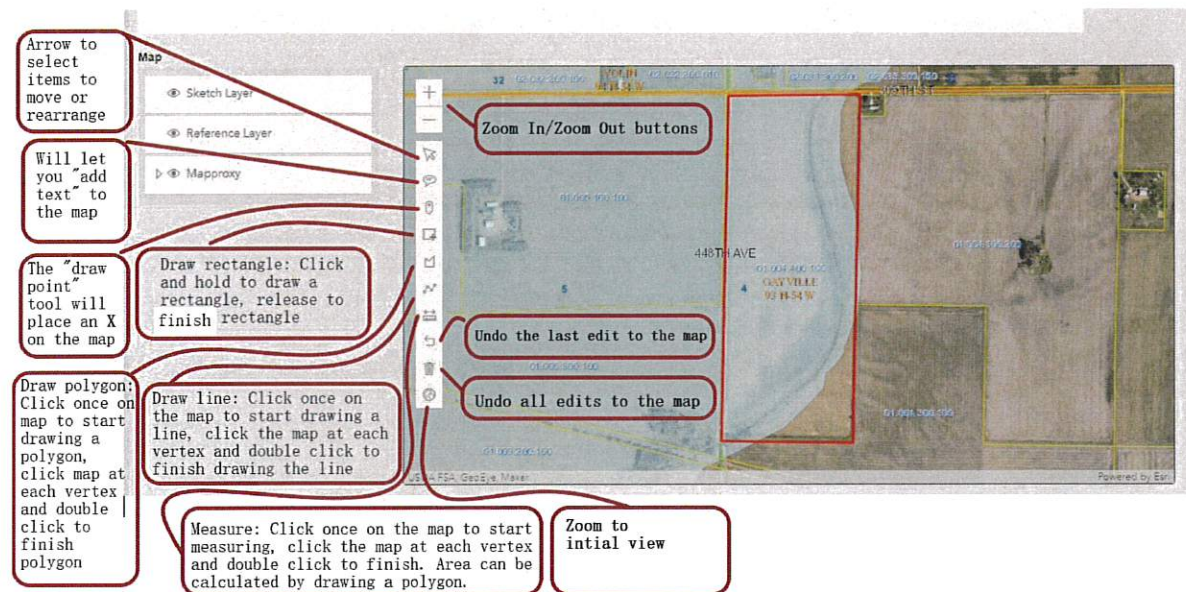 Arrow to
select
items to
move or
rearrange
Map
Sketch Layer
Reference Layer
Mapproxy
Will let
you "add
text" to
the map
The "draw
point"
tool will
place an X
on the map
Draw rectangle: Click
and hold to draw a
rectangle, release to
finish rectangle
Draw polygon:
Click once on
map to start
drawing a
polygon,
click map at
each vertex
and double
click to
finish
polygon
Draw line: Click once on
the map to start drawing a
line, click the map at each
vertex and double click to
finish drawing the line
Measure: Click once on the map to start
measuring, click the map at each vertex
and double click to finish. Area can be
calculated by drawing a polygon.
Zoom to
intial view
Zoom In/Zoom Out buttons
Undo the last edit to the map
Undo all edits to the map
32
448TH AVE
5
4
GAYVILLE
93 N-54 W
Powered by Esri